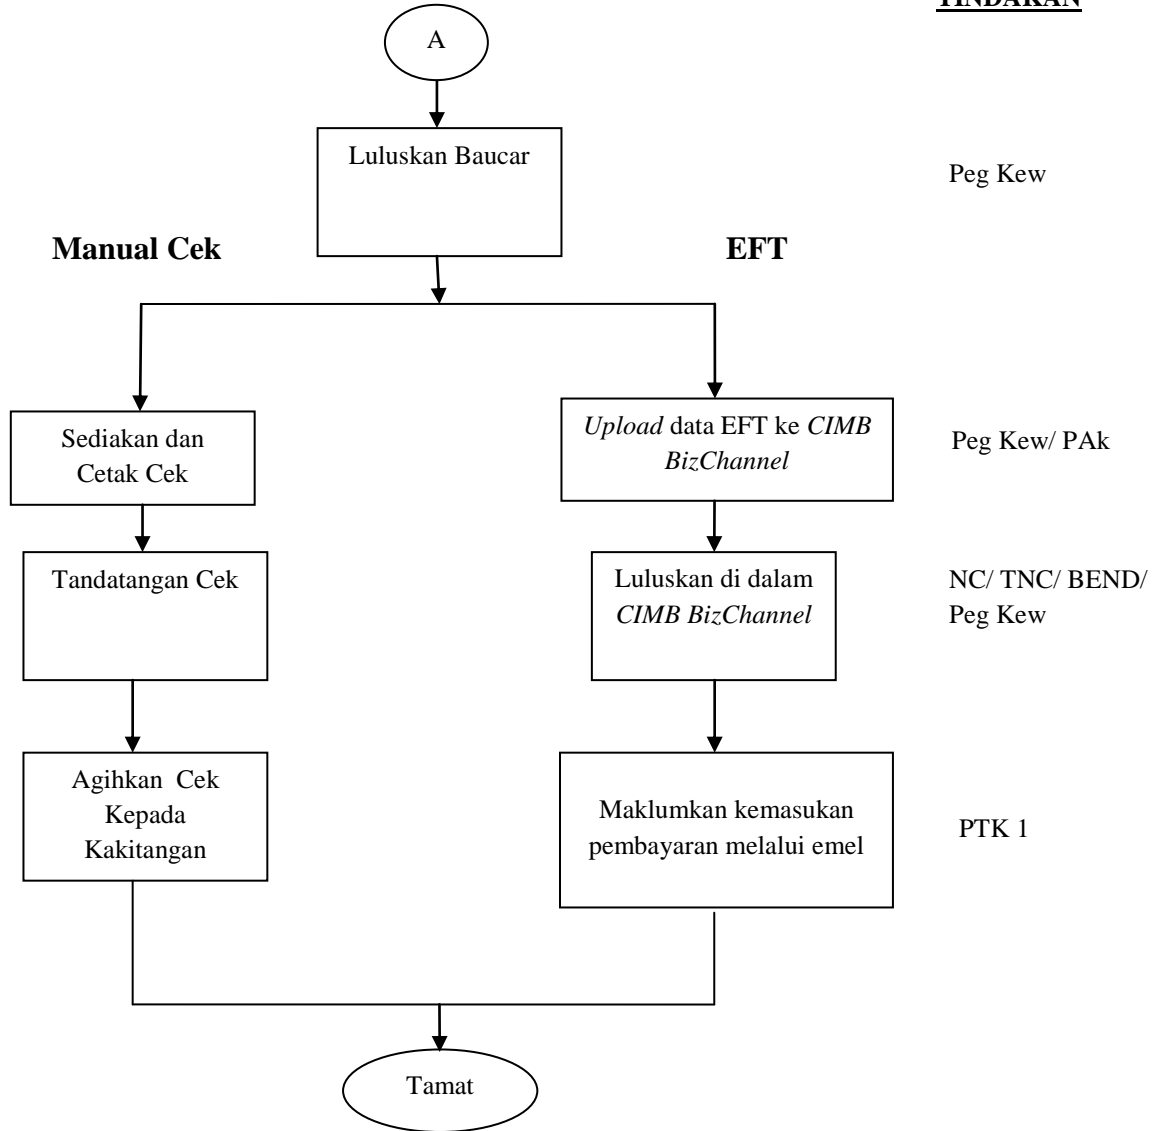 TINDAKAN
A
Luluskan Baucar
Peg Kew
Manual Cek
EFT
Sediakan dan
Cetak Cek
Upload data EFT ke CIMB
BizChannel
Peg Kew/ PAk
Tandatangan Cek
Luluskan di dalam
CIMB BizChannel
NC/ TNC/ BEND/
Peg Kew
Agihkan  Cek
Kepada
Kakitangan
Maklumkan kemasukan
pembayaran melalui emel
PTK 1
Tamat